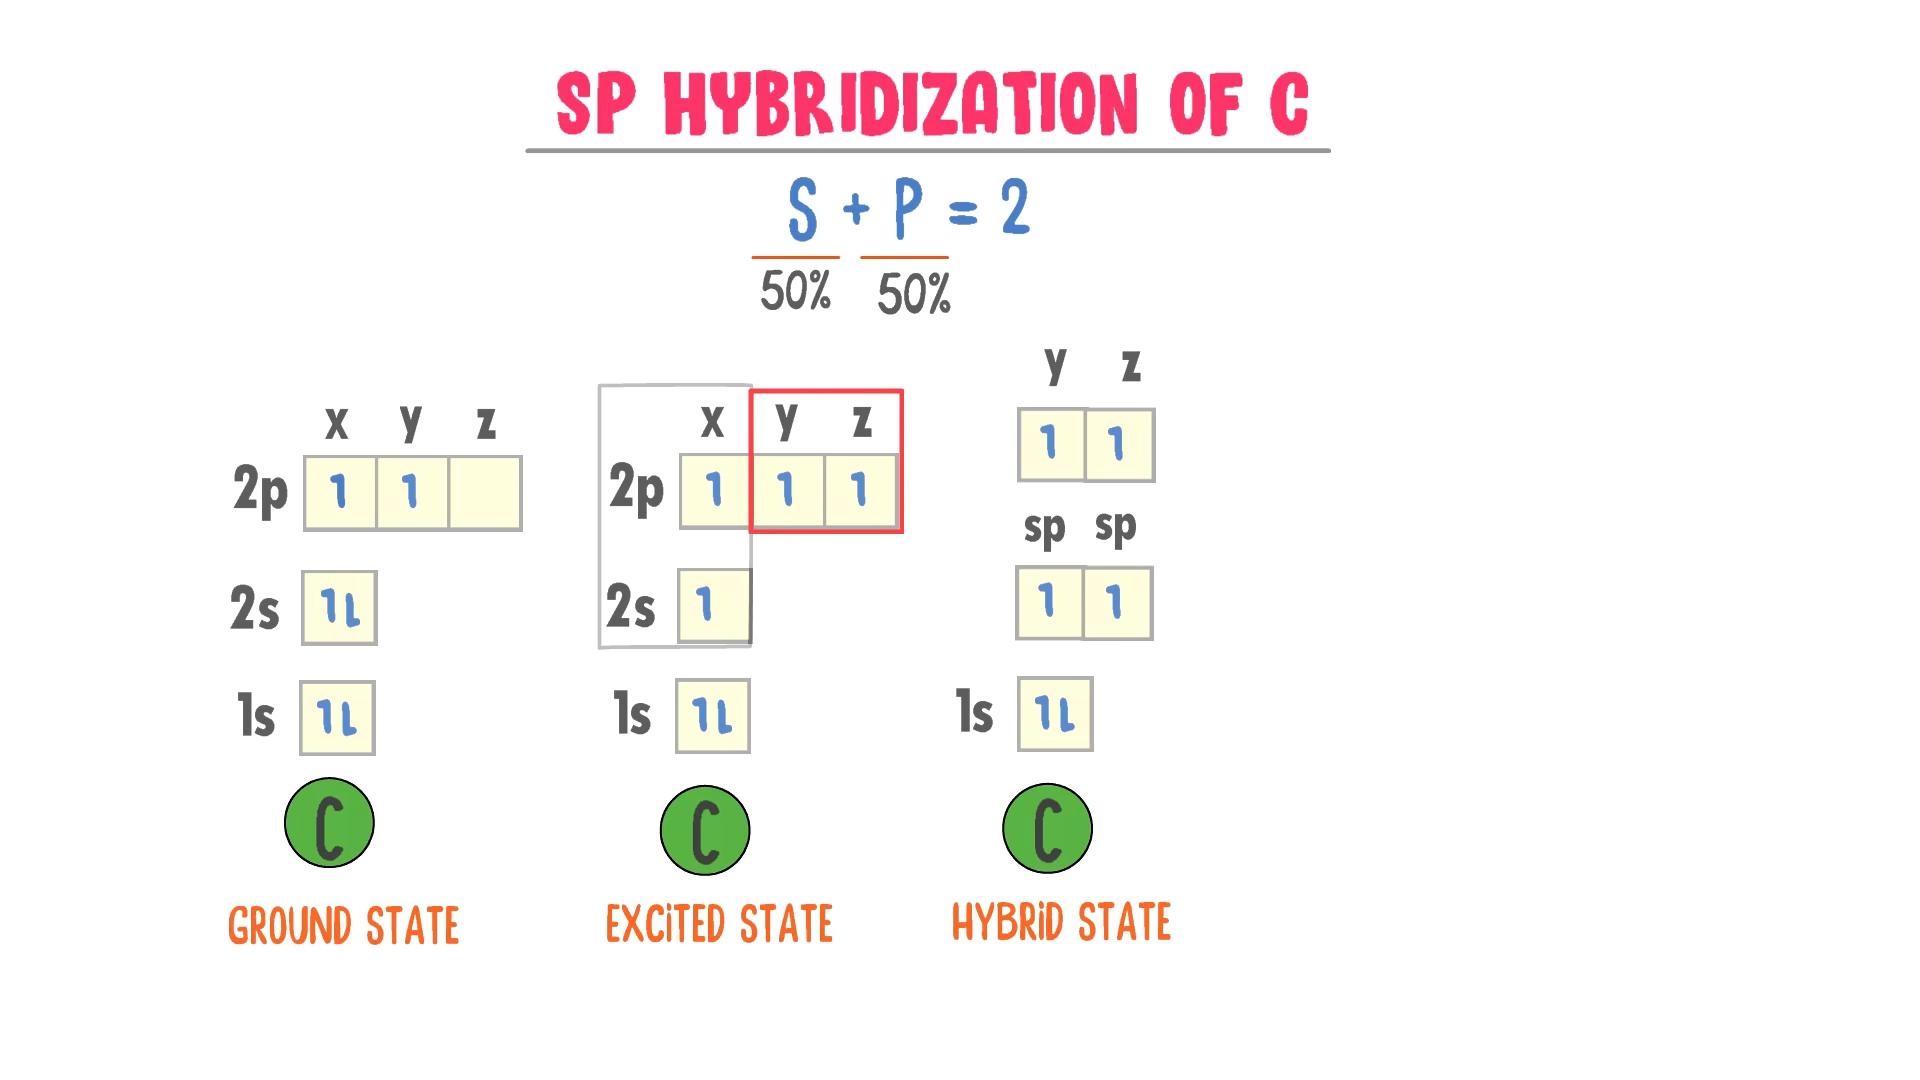 SP HYBRIDIZATION OF C
S + P = 2
50% 50%
x y z
2p 1 1
2s 1L
1s 1L
C
GROUND STATE
x y z
2p 1 1 1
2s 1
1s 1L
C
EXCITED STATE
y z
1 1
sp sp
1 1
1s 1L
C
HYBRID STATE